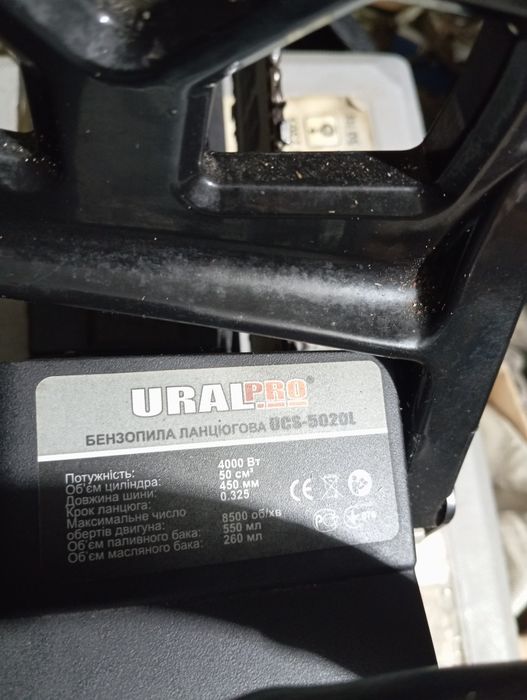 URALPRO®
БЕНЗОПИЛА ЛАНЦЮГОВА UCS-5020L
Потужність: 4000 Вт
Об'єм циліндра: 50 см³
Довжина шини: 450 мм
Крок ланцюга: 0.325
Максимальне число
обертів двигуна: 8500 об/хв
Об'єм паливного бака: 550 мл
Об'єм масляного бака: 260 мл
CE